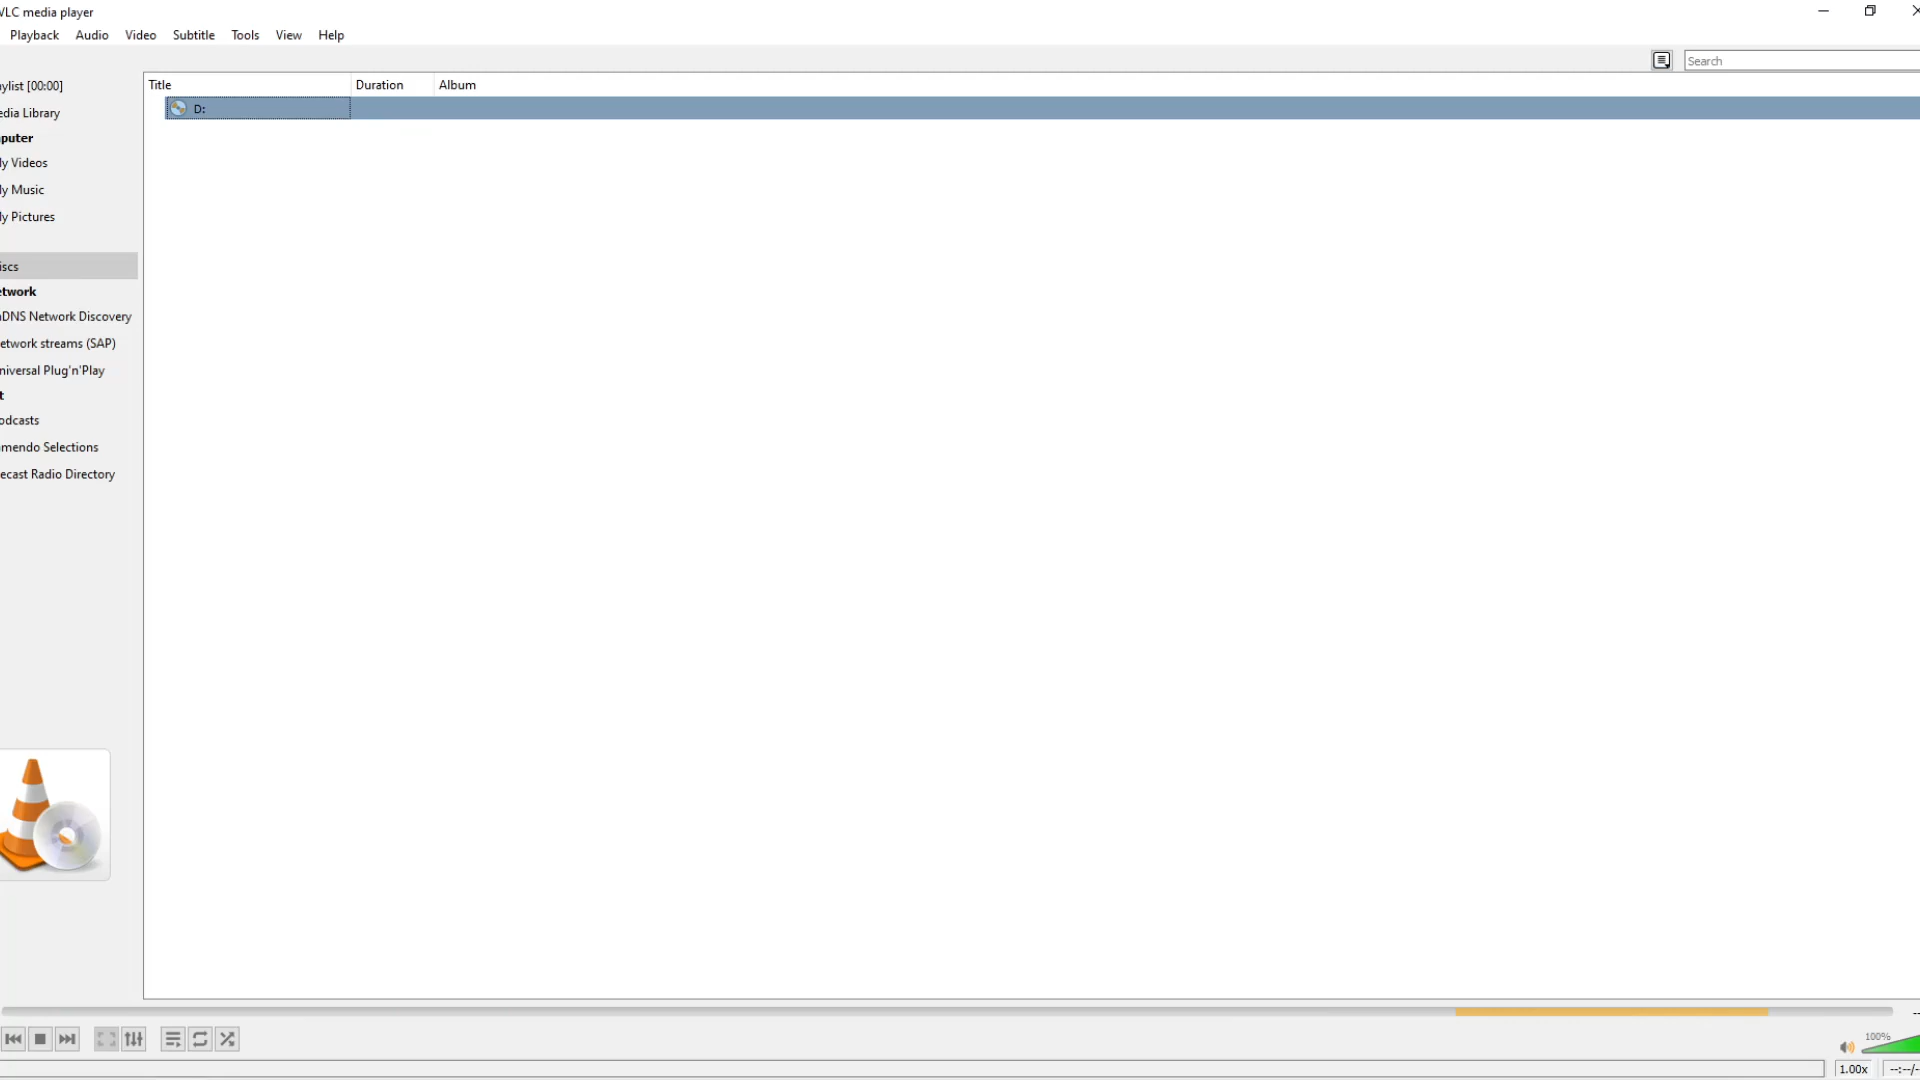 VLC media player
Playback Audio Video Subtitle Tools View Help
Search
ylist [00:00]
edia Library
puter
y Videos
y Music
y Pictures
iscs
etwork
DNS Network Discovery
etwork streams (SAP)
niversal Plug'n'Play
t
odcasts
mendo Selections
ecast Radio Directory
Title Duration Album
D:
100%
1.00x --:--/--